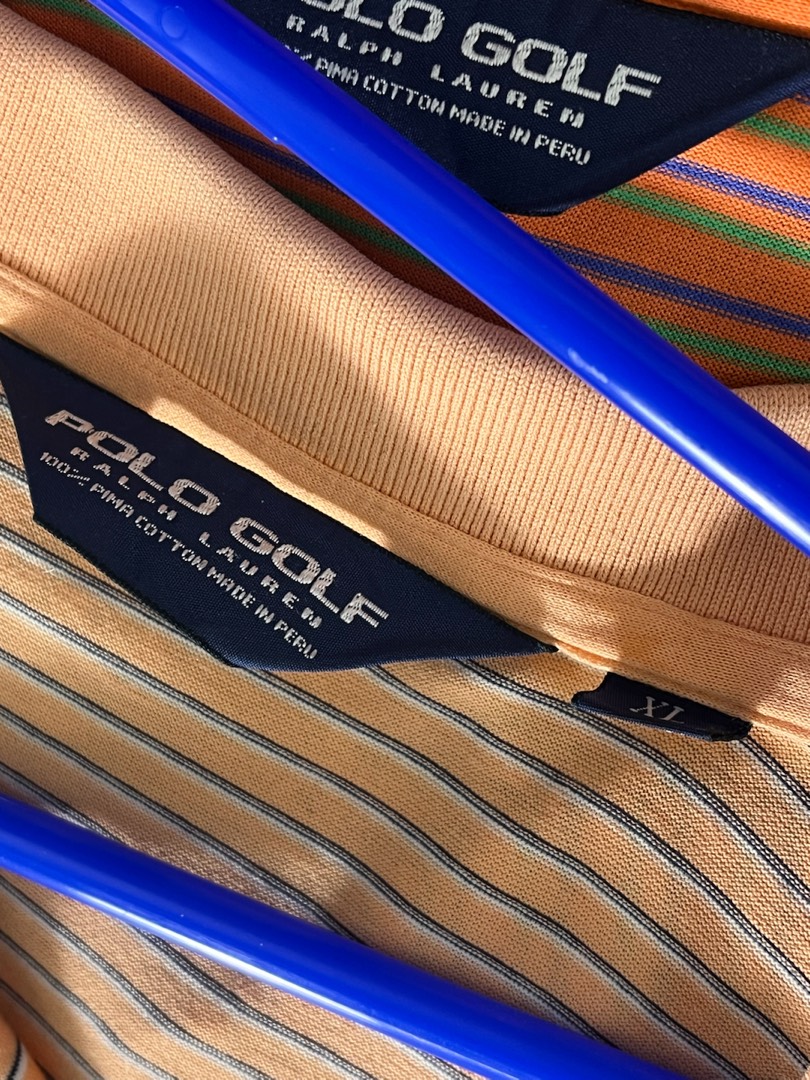 POLO GOLF
RALPH LAUREN
PIMA COTTON MADE IN PERU
POLO GOLF
RALPH LAUREN
100% PIMA COTTON MADE IN PERU
XL